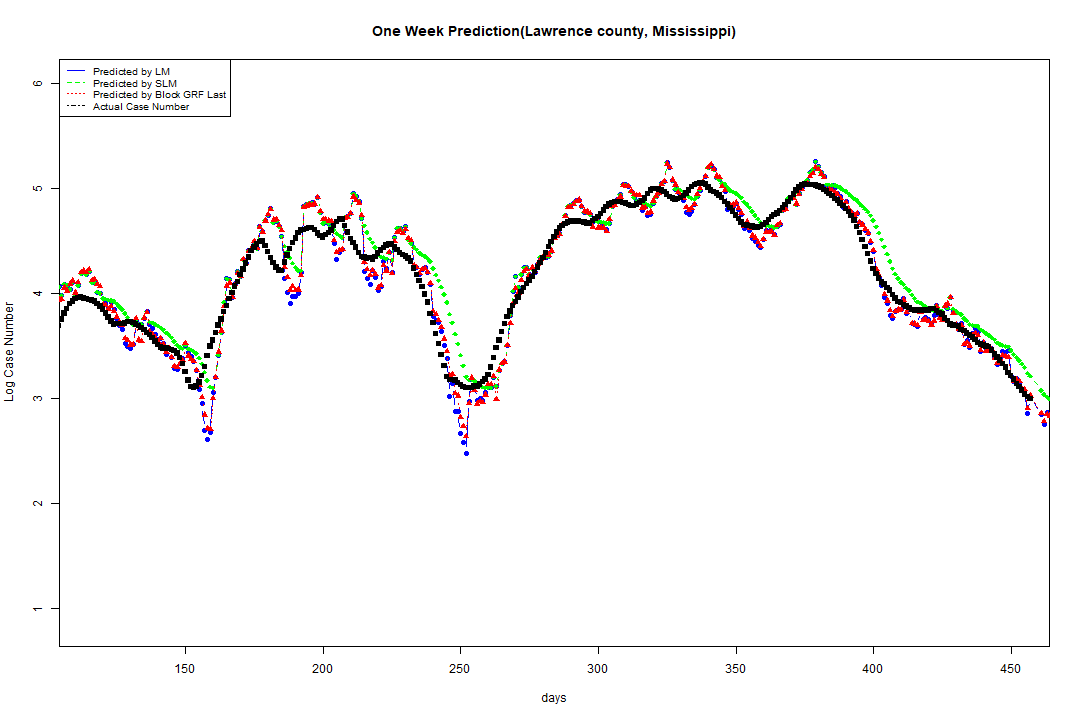 One Week Prediction(Lawrence county, Mississippi)
Predicted by LM
Predicted by SLM
Predicted by Block GRF Last
Actual Case Number
6
5
4
3
2
1
Log Case Number
150 200 250 300 350 400 450
days